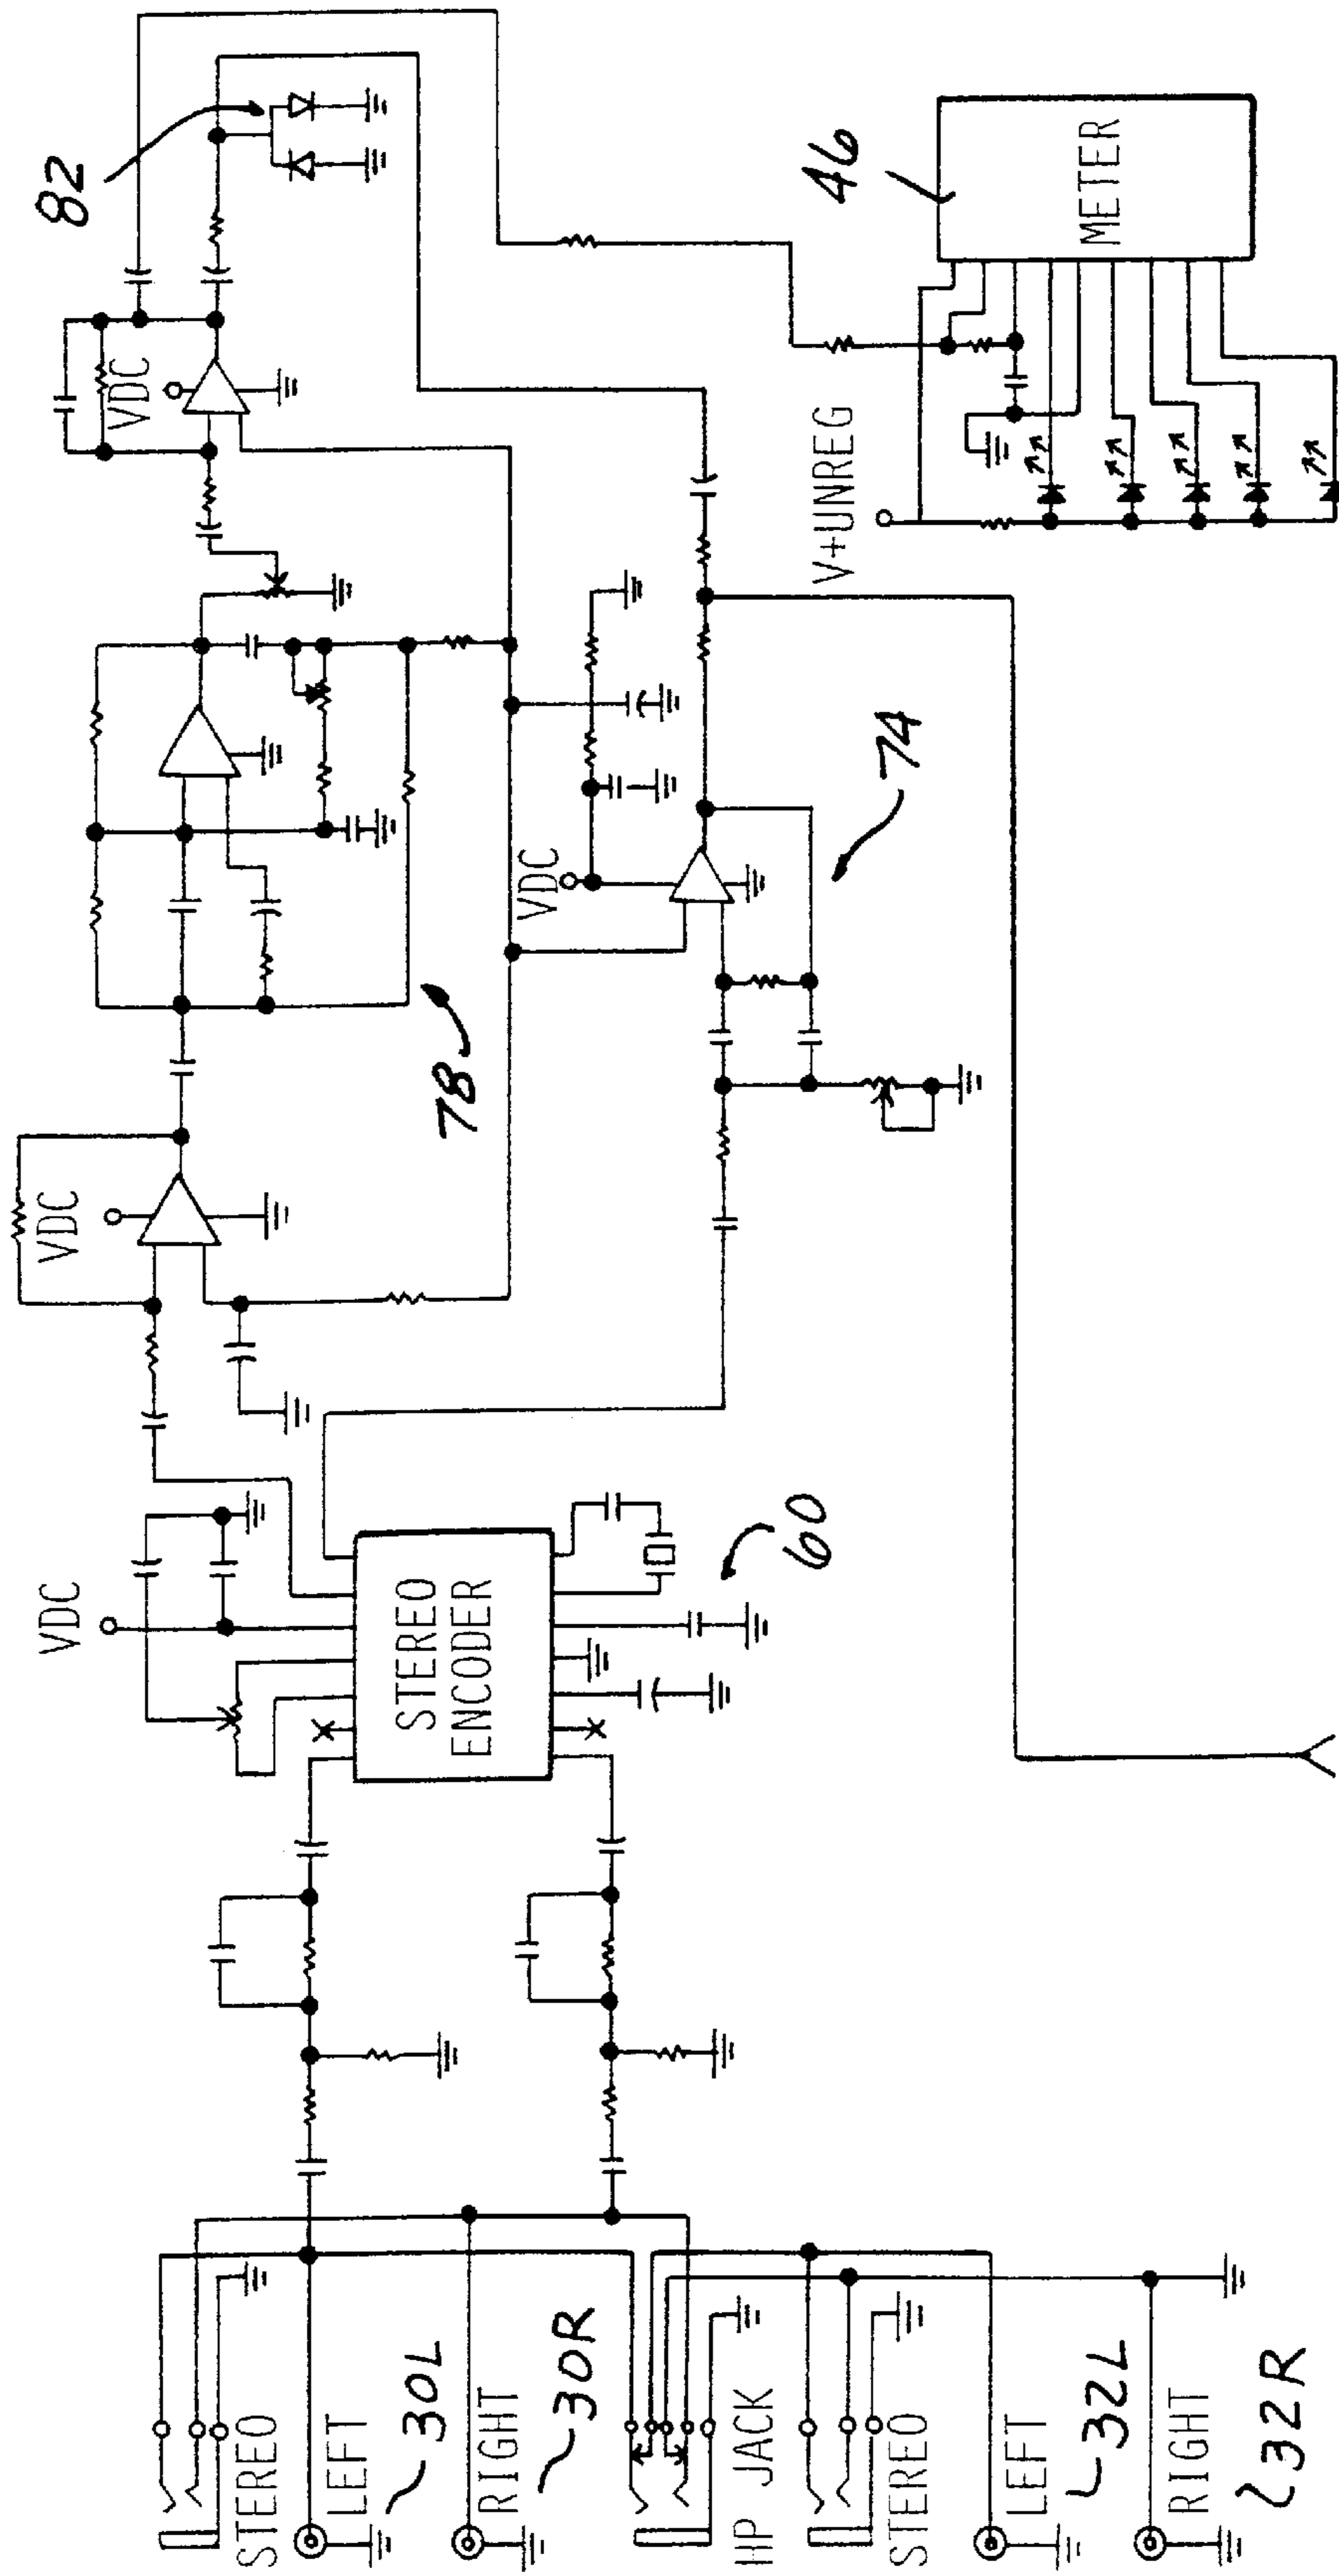 82
VDC
46
METER
V+UNREG
VDC
78
VDC
74
VDC
STEREO
ENCODER
60
STEREO
LEFT
30L
RIGHT
30R
HP JACK
STEREO
LEFT
32L
RIGHT
32R